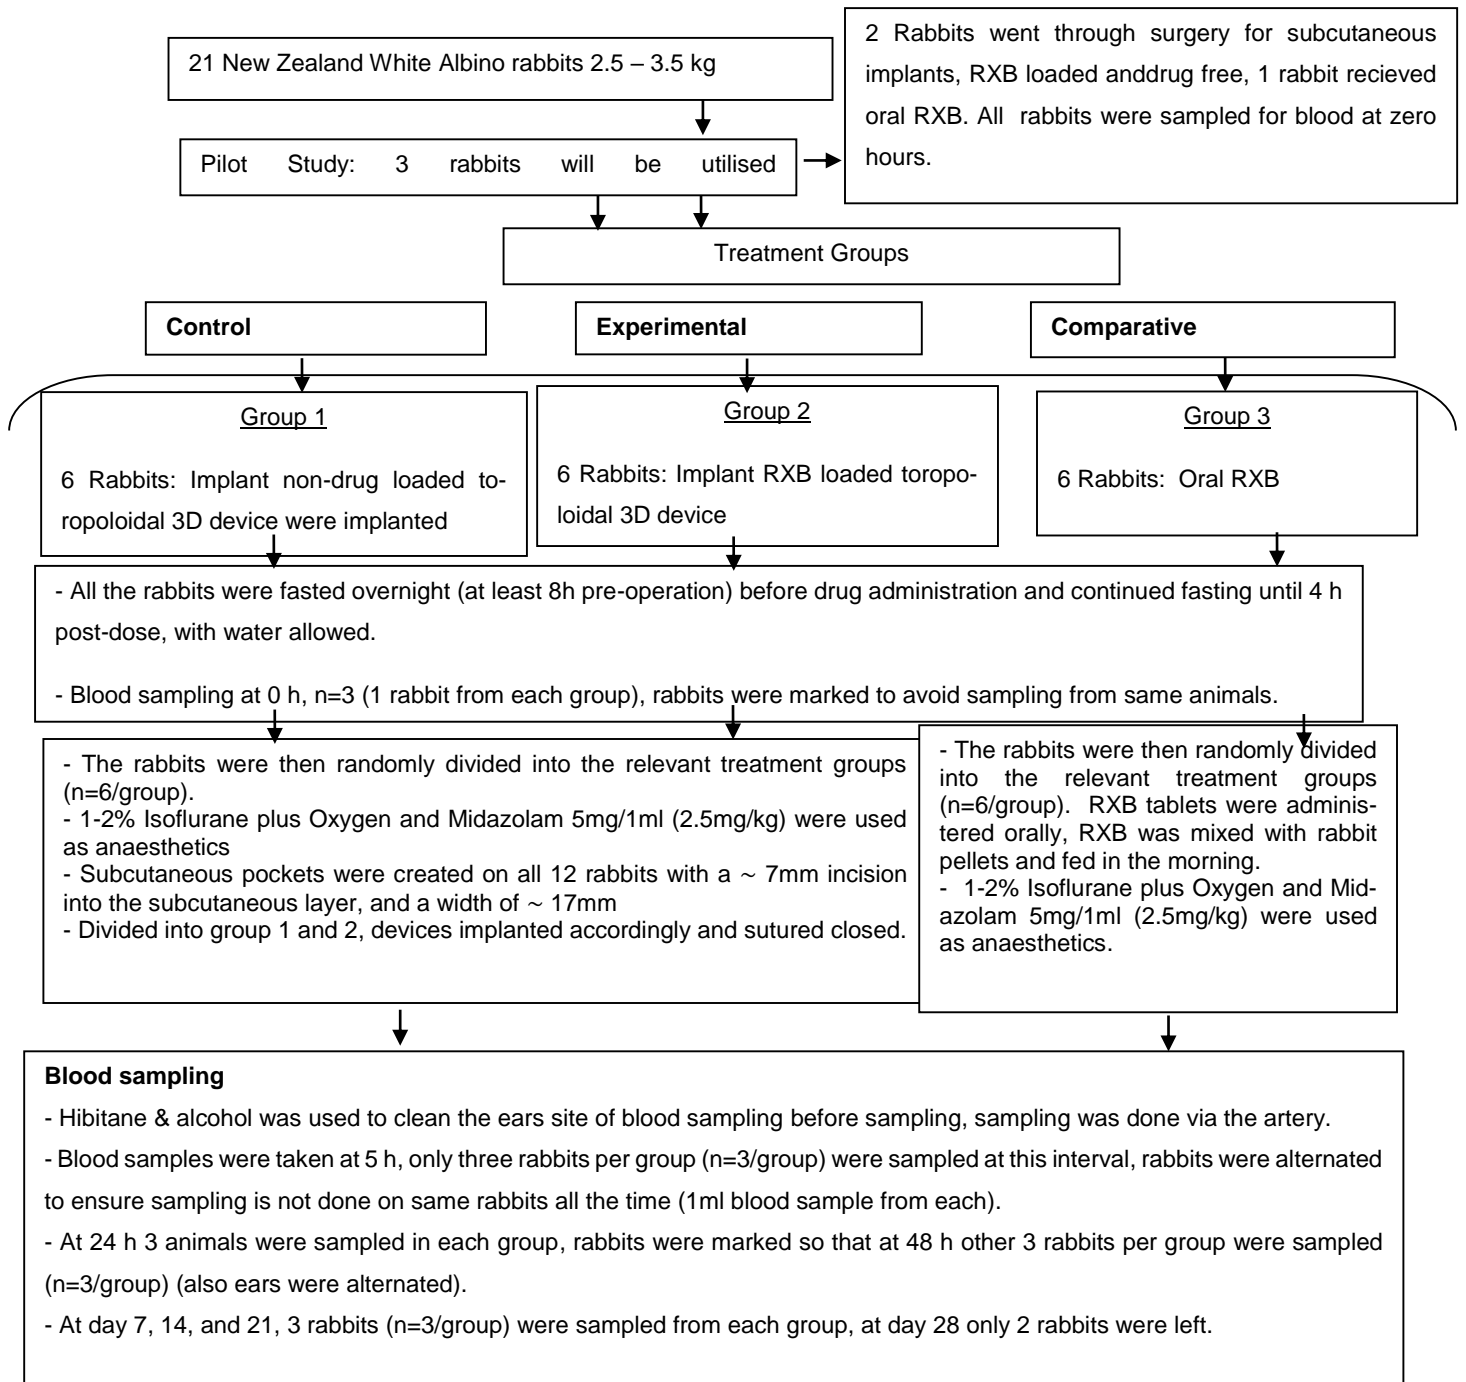 21 New Zealand White Albino rabbits 2.5 – 3.5 kg
2 Rabbits went through surgery for subcutaneous
implants, RXB loaded anddrug free, 1 rabbit recieved
oral RXB. All rabbits were sampled for blood at zero
hours.
Pilot Study: 3 rabbits will be utilised
Treatment Groups
Control
Experimental
Comparative
Group 1
6 Rabbits: Implant non-drug loaded to-
ropoloidal 3D device were implanted
Group 2
6 Rabbits: Implant RXB loaded toropo-
loidal 3D device
Group 3
6 Rabbits: Oral RXB
- All the rabbits were fasted overnight (at least 8h pre-operation) before drug administration and continued fasting until 4 h
post-dose, with water allowed.
- Blood sampling at 0 h, n=3 (1 rabbit from each group), rabbits were marked to avoid sampling from same animals.
- The rabbits were then randomly divided into the relevant treatment groups
(n=6/group).
- 1-2% Isoflurane plus Oxygen and Midazolam 5mg/1ml (2.5mg/kg) were used
as anaesthetics
- Subcutaneous pockets were created on all 12 rabbits with a ~ 7mm incision
into the subcutaneous layer, and a width of ~ 17mm
- Divided into group 1 and 2, devices implanted accordingly and sutured closed.
- The rabbits were then randomly divided
into the relevant treatment groups
(n=6/group). RXB tablets were adminis-
tered orally, RXB was mixed with rabbit
pellets and fed in the morning.
- 1-2% Isoflurane plus Oxygen and Mid-
azolam 5mg/1ml (2.5mg/kg) were used
as anaesthetics.
Blood sampling
- Hibitane & alcohol was used to clean the ears site of blood sampling before sampling, sampling was done via the artery.
- Blood samples were taken at 5 h, only three rabbits per group (n=3/group) were sampled at this interval, rabbits were alternated
to ensure sampling is not done on same rabbits all the time (1ml blood sample from each).
- At 24 h 3 animals were sampled in each group, rabbits were marked so that at 48 h other 3 rabbits per group were sampled
(n=3/group) (also ears were alternated).
- At day 7, 14, and 21, 3 rabbits (n=3/group) were sampled from each group, at day 28 only 2 rabbits were left.